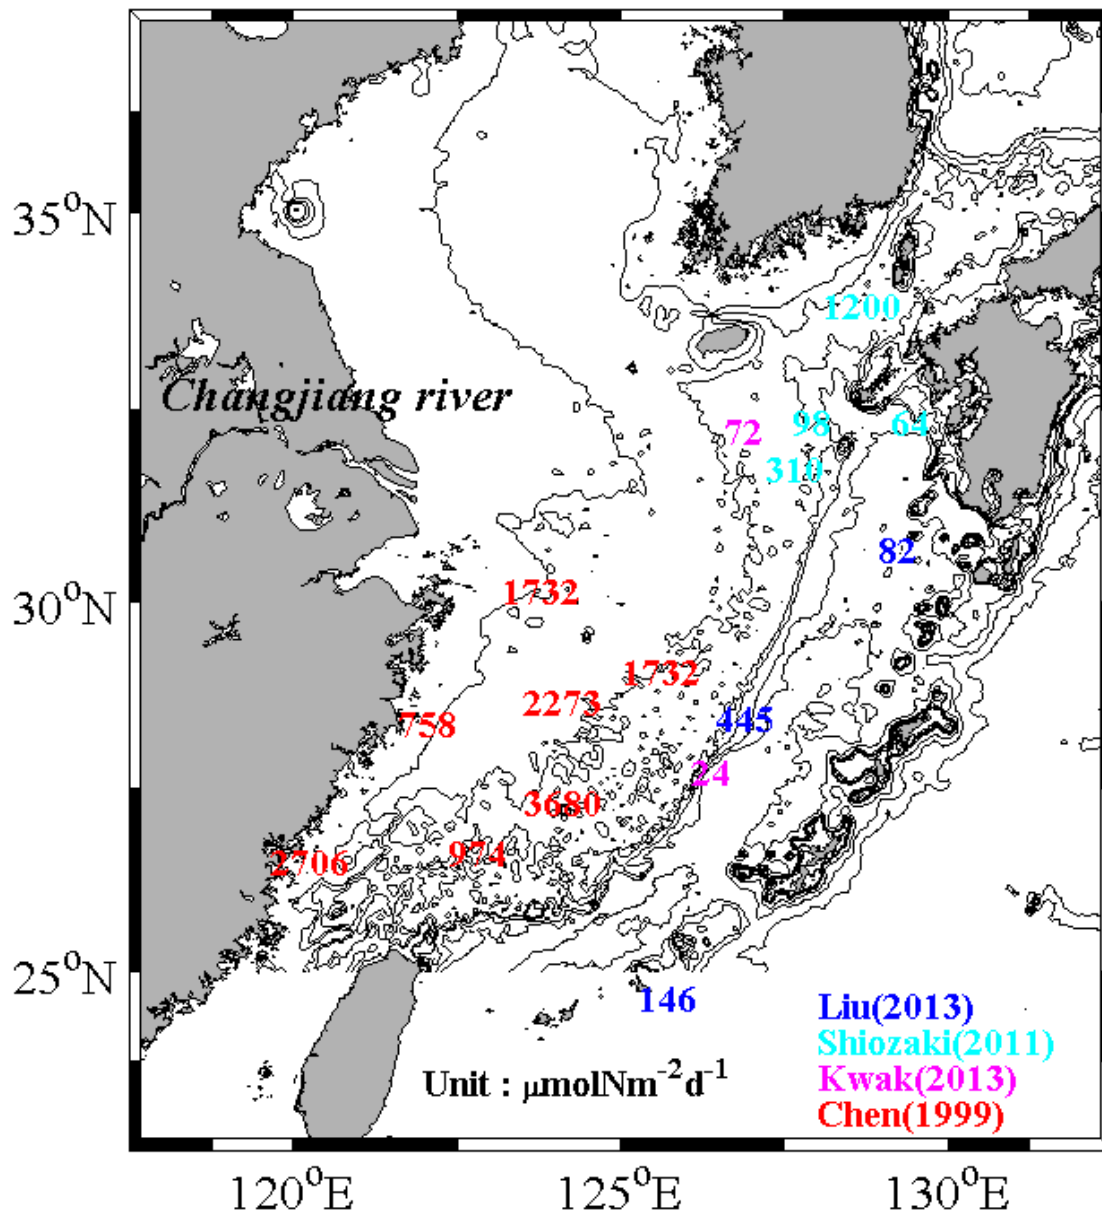 35°N
1200
Changjiang river
72
98
64
310
82
30°N
1732
1732
2273
758
445
24
3680
2706
974
25°N
146
Liu(2013)
Shiozaki(2011)
Unit : μmolNm⁻²d⁻¹
Kwak(2013)
Chen(1999)
120°E
125°E
130°E